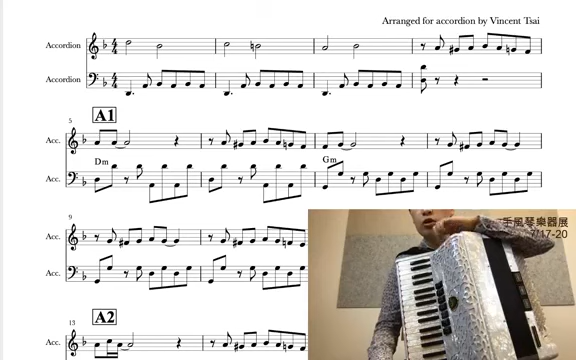 Arranged for accordion by Vincent Tsai
Accordion
Accordion
5
A1
Acc.
Dm
Gm
Acc.
9
Acc.
Acc.
手風琴樂器展
7/17-20
13
A2
Acc.